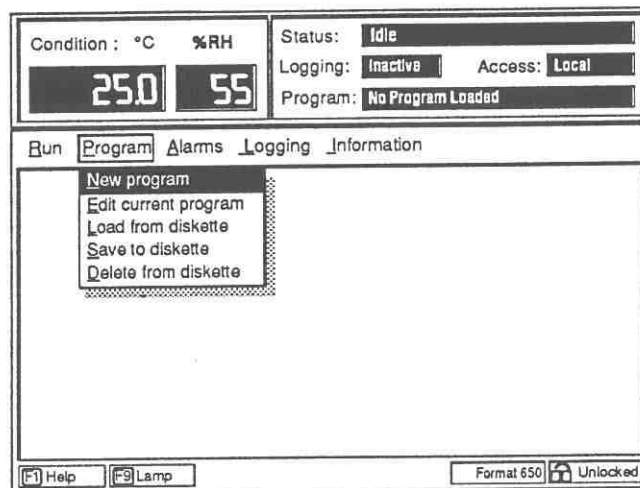 Condition : °C %RH
25.0 55
Status: Idle
Logging: Inactive Access: Local
Program: No Program Loaded
Run Program Alarms Logging Information
New program
Edit current program
Load from diskette
Save to diskette
Delete from diskette
F1 Help F9 Lamp Format 650 Unlocked